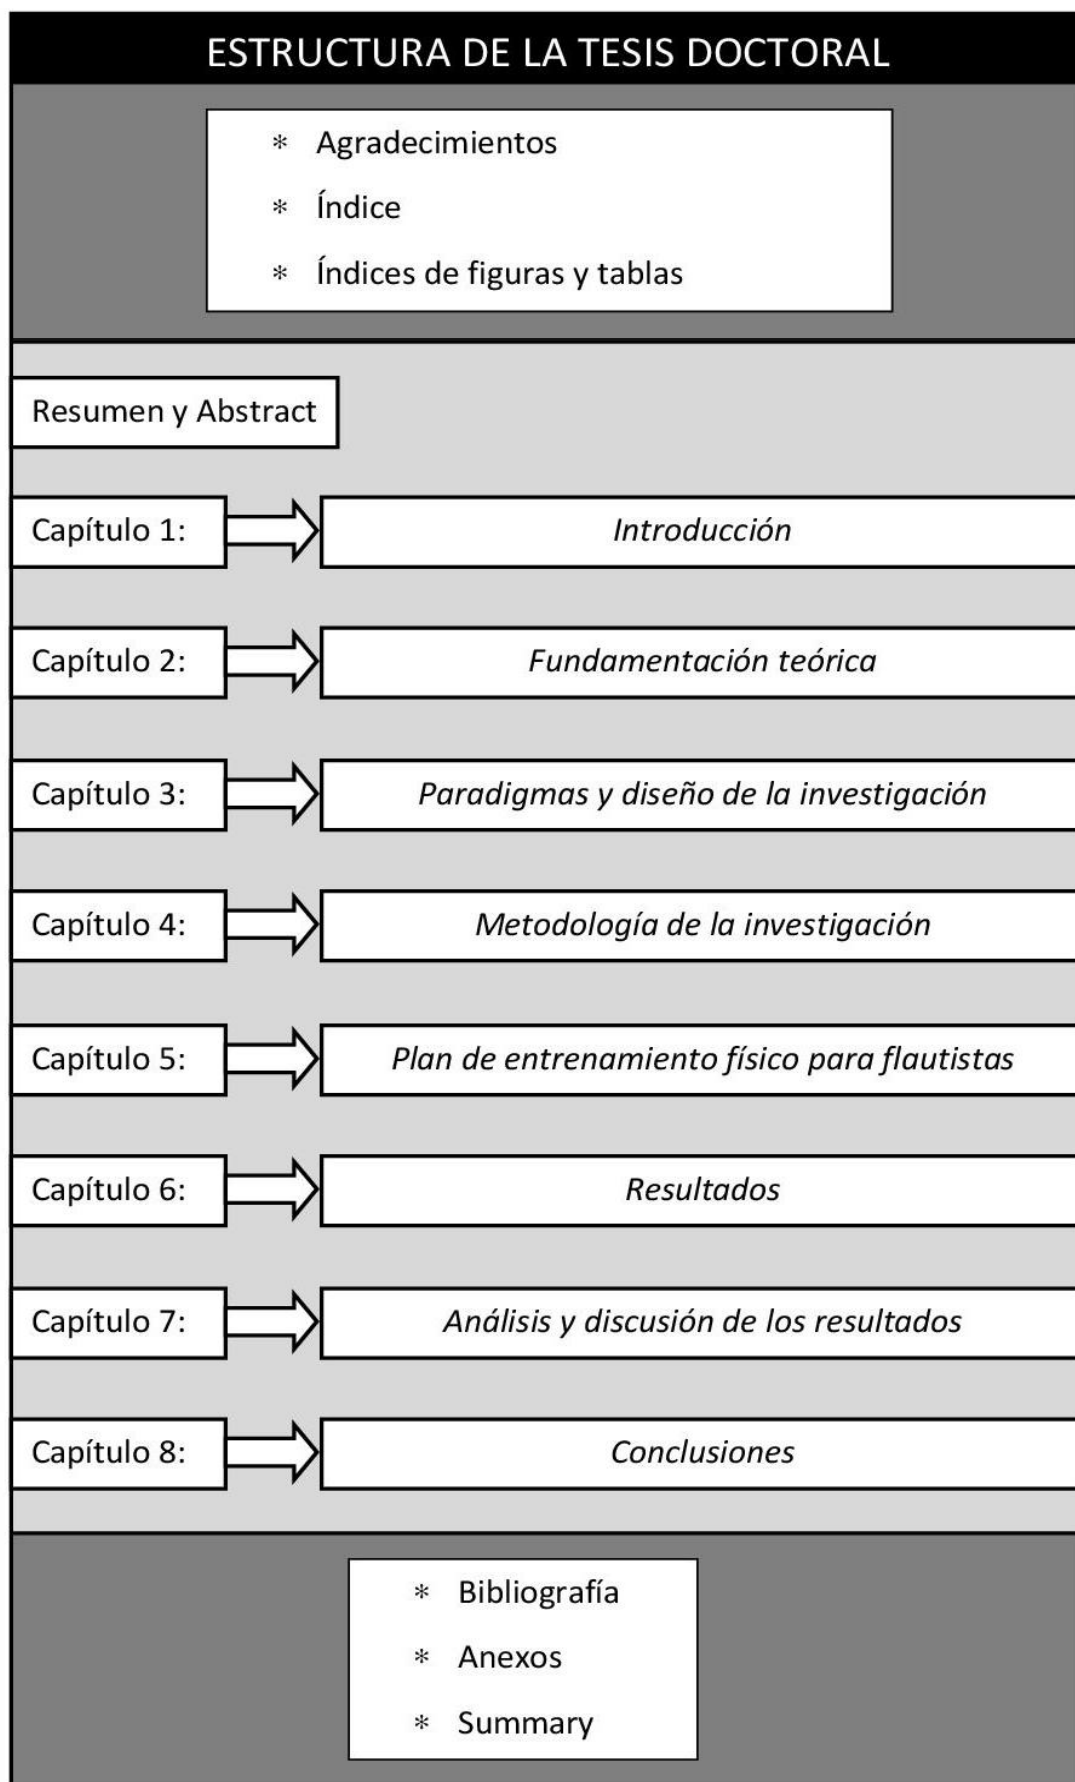 ESTRUCTURA DE LA TESIS DOCTORAL
* Agradecimientos
* Índice
* Índices de figuras y tablas
Resumen y Abstract
Capítulo 1: Introducción
Capítulo 2: Fundamentación teórica
Capítulo 3: Paradigmas y diseño de la investigación
Capítulo 4: Metodología de la investigación
Capítulo 5: Plan de entrenamiento físico para flautistas
Capítulo 6: Resultados
Capítulo 7: Análisis y discusión de los resultados
Capítulo 8: Conclusiones
* Bibliografía
* Anexos
* Summary